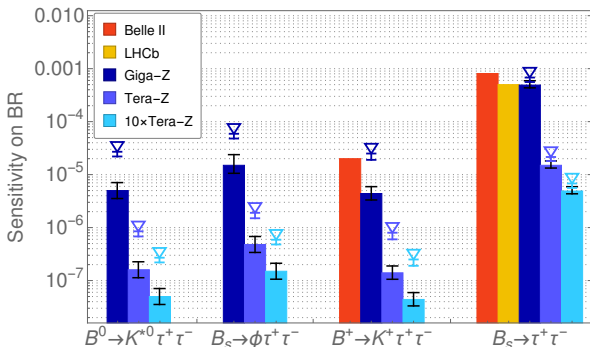 Sensitivity on BR
0.010
0.001
10⁻⁴
10⁻⁵
10⁻⁶
10⁻⁷
Belle II
LHCb
Giga−Z
Tera−Z
10×Tera−Z
B⁰→K*⁰τ⁺τ⁻ Bₛ→ϕτ⁺τ⁻ B⁺→K⁺τ⁺τ⁻ Bₛ→τ⁺τ⁻